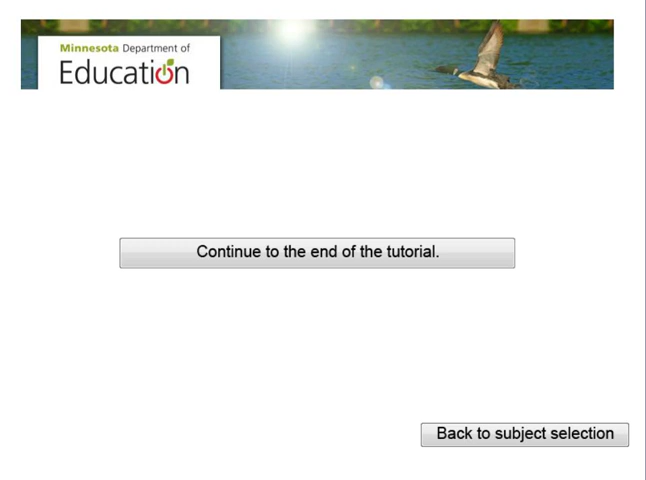 Minnesota Department of
Education
Continue to the end of the tutorial.
Back to subject selection